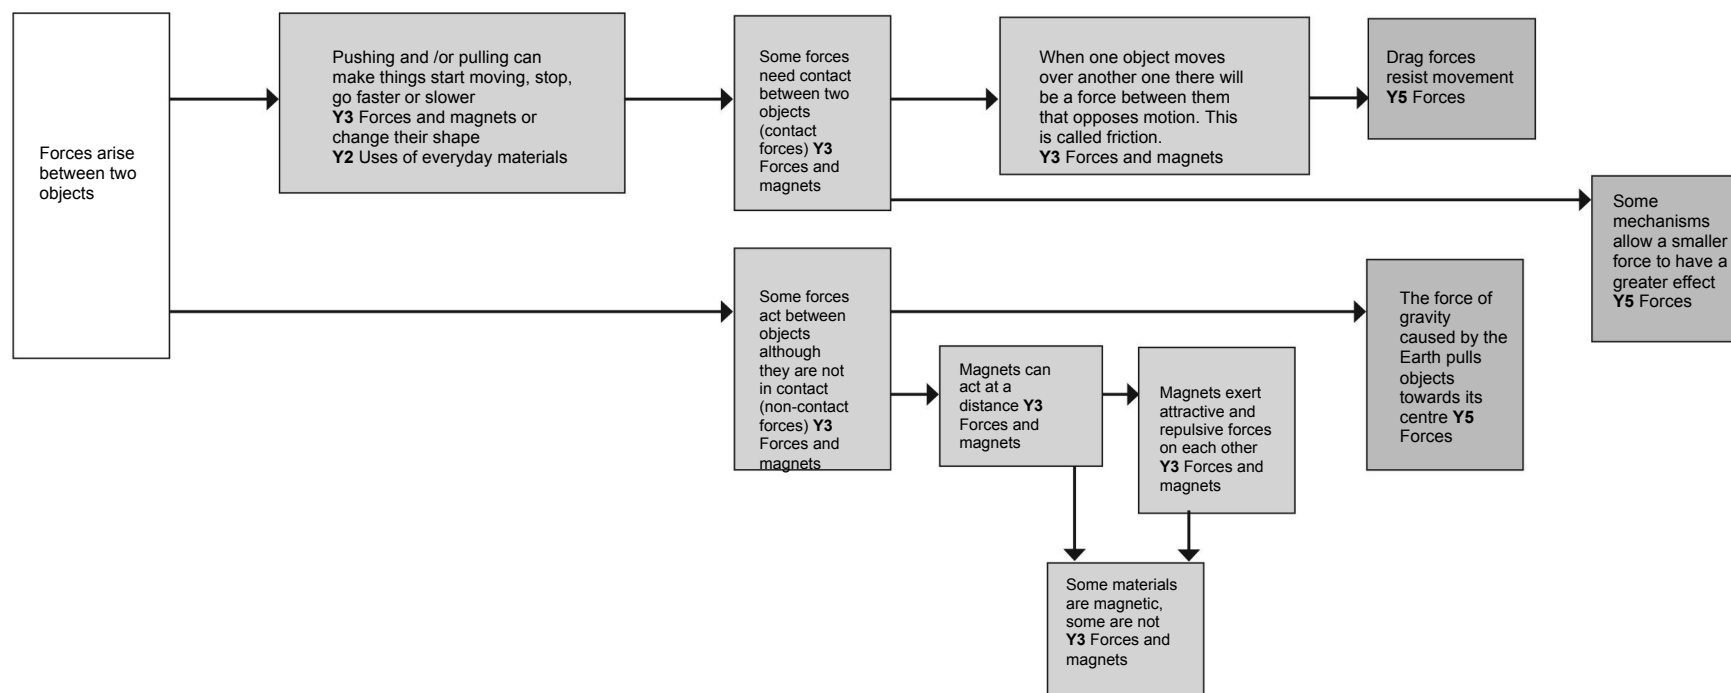 Forces arise
between two
objects
Pushing and /or pulling can
make things start moving, stop,
go faster or slower
Y3 Forces and magnets or
change their shape
Y2 Uses of everyday materials
Some forces
need contact
between two
objects
(contact
forces) Y3
Forces and
magnets
When one object moves
over another one there will
be a force between them
that opposes motion. This
is called friction.
Y3 Forces and magnets
Drag forces
resist movement
Y5 Forces
Some
mechanisms
allow a smaller
force to have a
greater effect
Y5 Forces
Some forces
act between
objects
although
they are not
in contact
(non-contact
forces) Y3
Forces and
magnets
Magnets can
act at a
distance Y3
Forces and
magnets
Magnets exert
attractive and
repulsive forces
on each other
Y3 Forces and
magnets
The force of
gravity
caused by the
Earth pulls
objects
towards its
centre Y5
Forces
Some materials
are magnetic,
some are not
Y3 Forces and
magnets